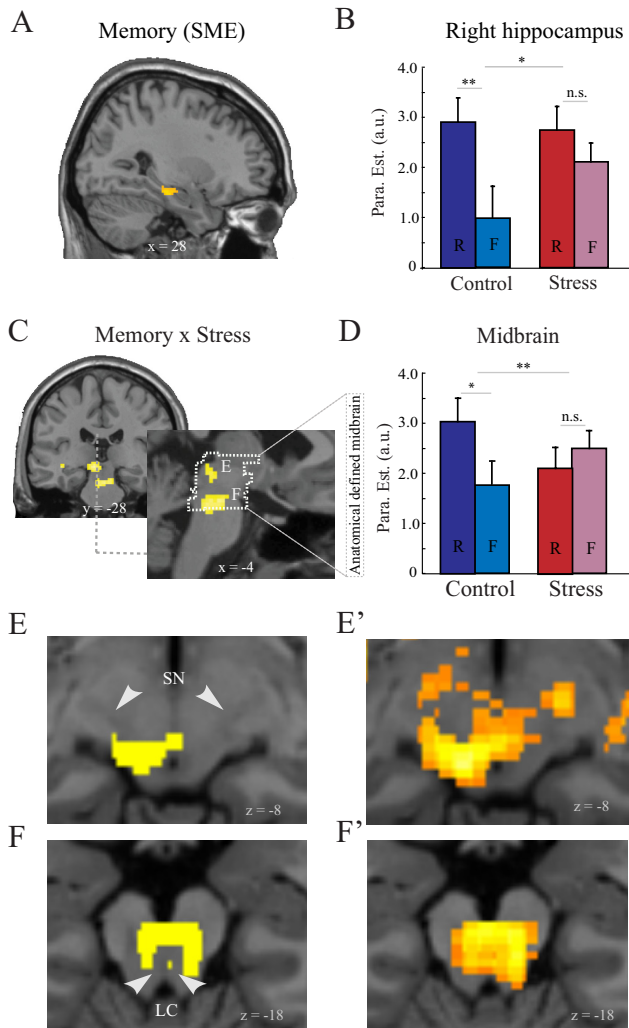 A
Memory (SME)
x = 28
B
Right hippocampus
4.0
3.0
2.0
1.0
0
Para. Est. (a.u.)
**
*
n.s.
R
F
R
F
Control
Stress
C
Memory x Stress
y = -28
E
F
x = -4
Anatomical defined midbrain
D
Midbrain
4.0
3.0
2.0
1.0
0
Para. Est. (a.u.)
*
**
n.s.
R
F
R
F
Control
Stress
E
SN
z = -8
E’
z = -8
F
LC
z = -18
F’
z = -18